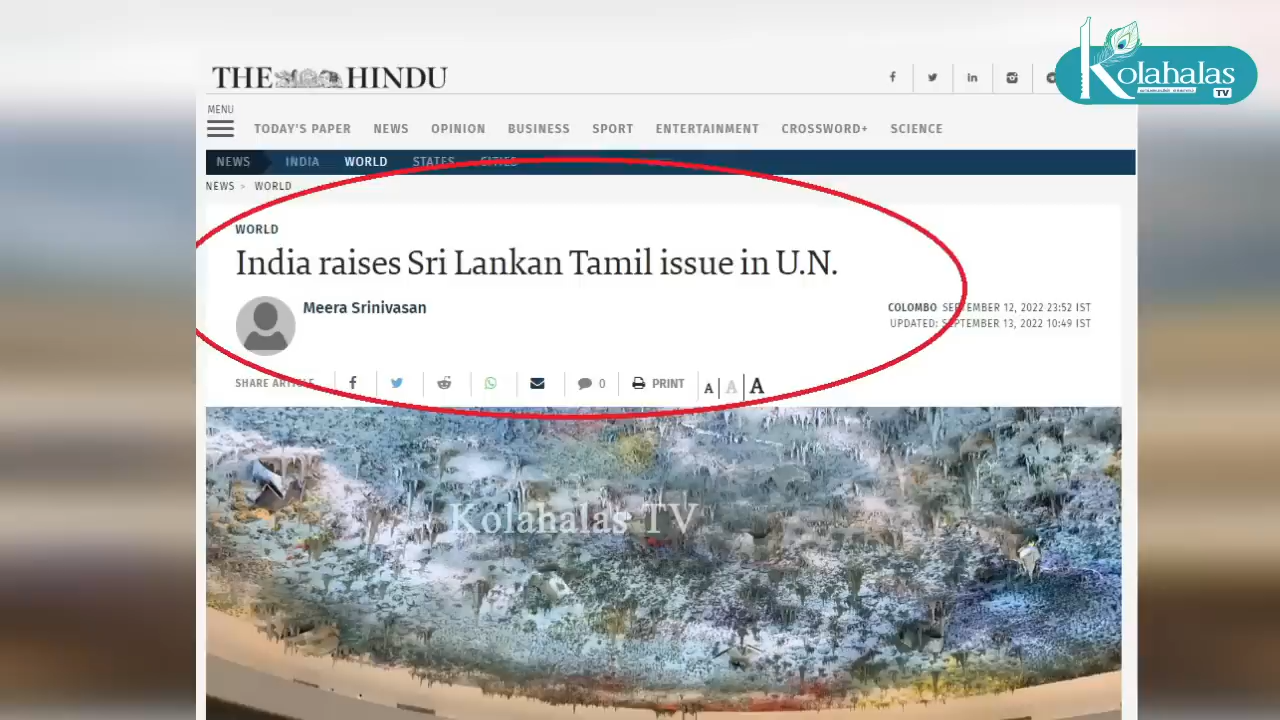 THE HINDU
Kolahalas
TV
MENU
TODAY'S PAPER NEWS OPINION BUSINESS SPORT ENTERTAINMENT CROSSWORD+ SCIENCE
NEWS INDIA WORLD STATES CITIES
NEWS > WORLD
WORLD
India raises Sri Lankan Tamil issue in U.N.
Meera Srinivasan
COLOMBO SEPTEMBER 12, 2022 23:52 IST
UPDATED: SEPTEMBER 13, 2022 10:49 IST
SHARE ARTICLE 0 PRINT A A A
Kolahalas TV